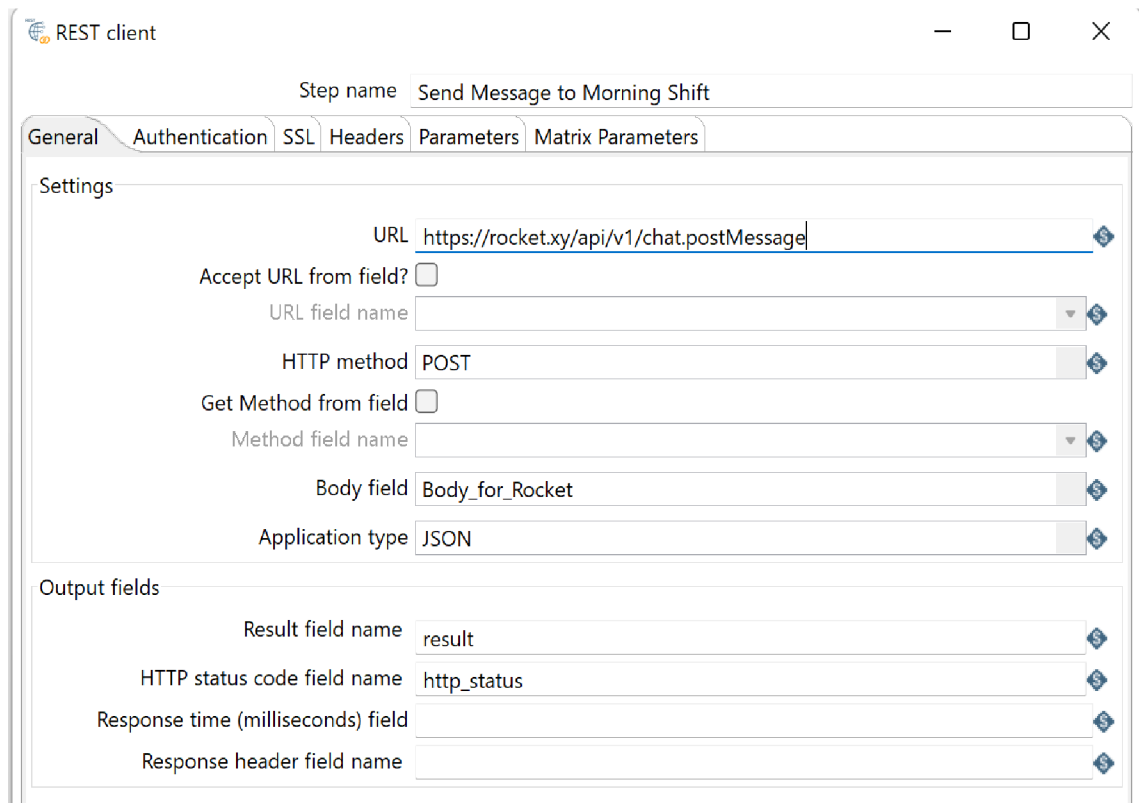 REST client
Step name Send Message to Morning Shift
General Authentication SSL Headers Parameters Matrix Parameters
Settings
URL https://rocket.xy/api/v1/chat.postMessage
Accept URL from field?
URL field name
HTTP method POST
Get Method from field
Method field name
Body field Body_for_Rocket
Application type JSON
Output fields
Result field name result
HTTP status code field name http_status
Response time (milliseconds) field
Response header field name